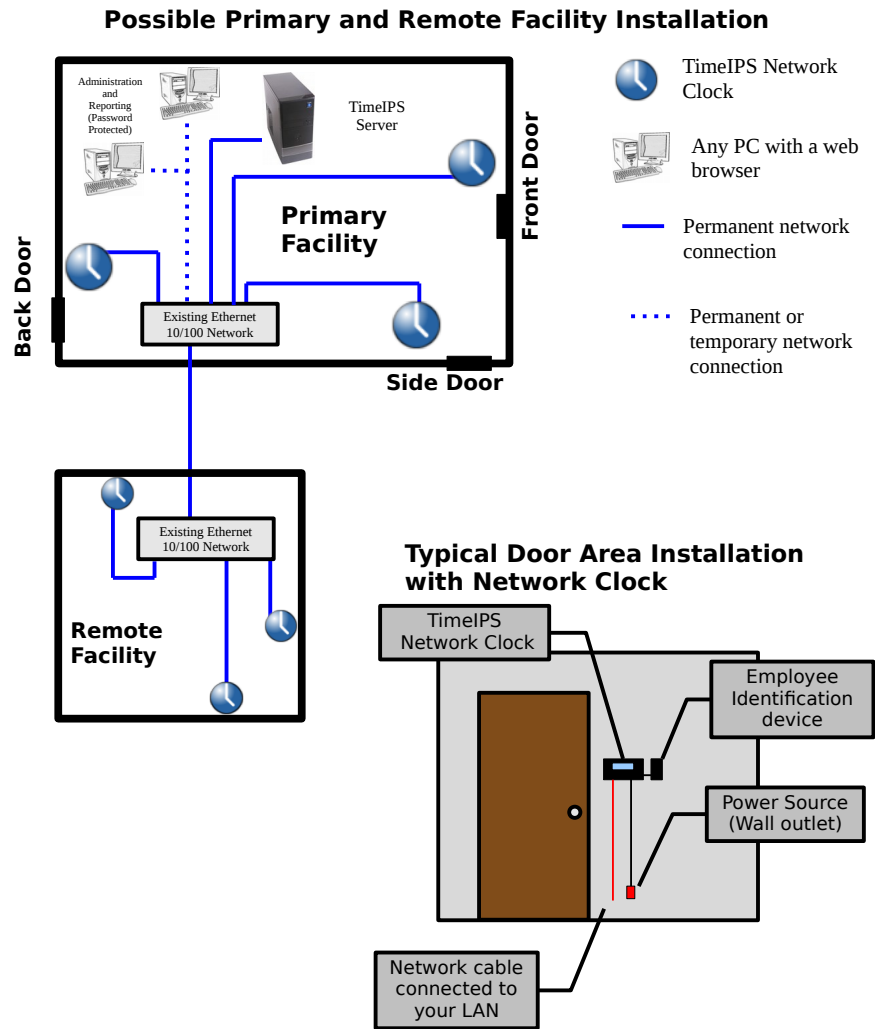 Possible Primary and Remote Facility Installation
Administration
and
Reporting
(Password
Protected)
TimeIPS
Server
Primary
Facility
Front Door
Back Door
Side Door
Existing Ethernet
10/100 Network
TimeIPS Network
Clock
Any PC with a web
browser
Permanent network
connection
Permanent or
temporary network
connection
Existing Ethernet
10/100 Network
Remote
Facility
Typical Door Area Installation
with Network Clock
TimeIPS
Network Clock
Employee
Identification
device
Power Source
(Wall outlet)
Network cable
connected to
your LAN